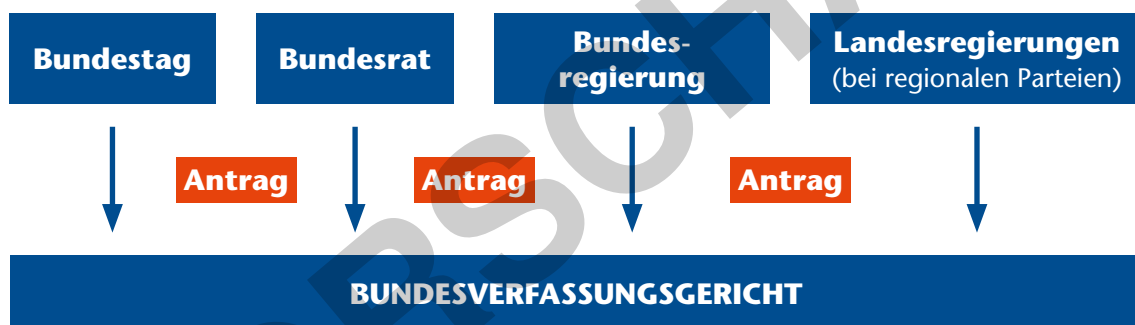 Bundestag
Bundesrat
Bundes-
regierung
Landesregierungen
(bei regionalen Parteien)
Antrag
Antrag
Antrag
BUNDESVERFASSUNGSGERICHT